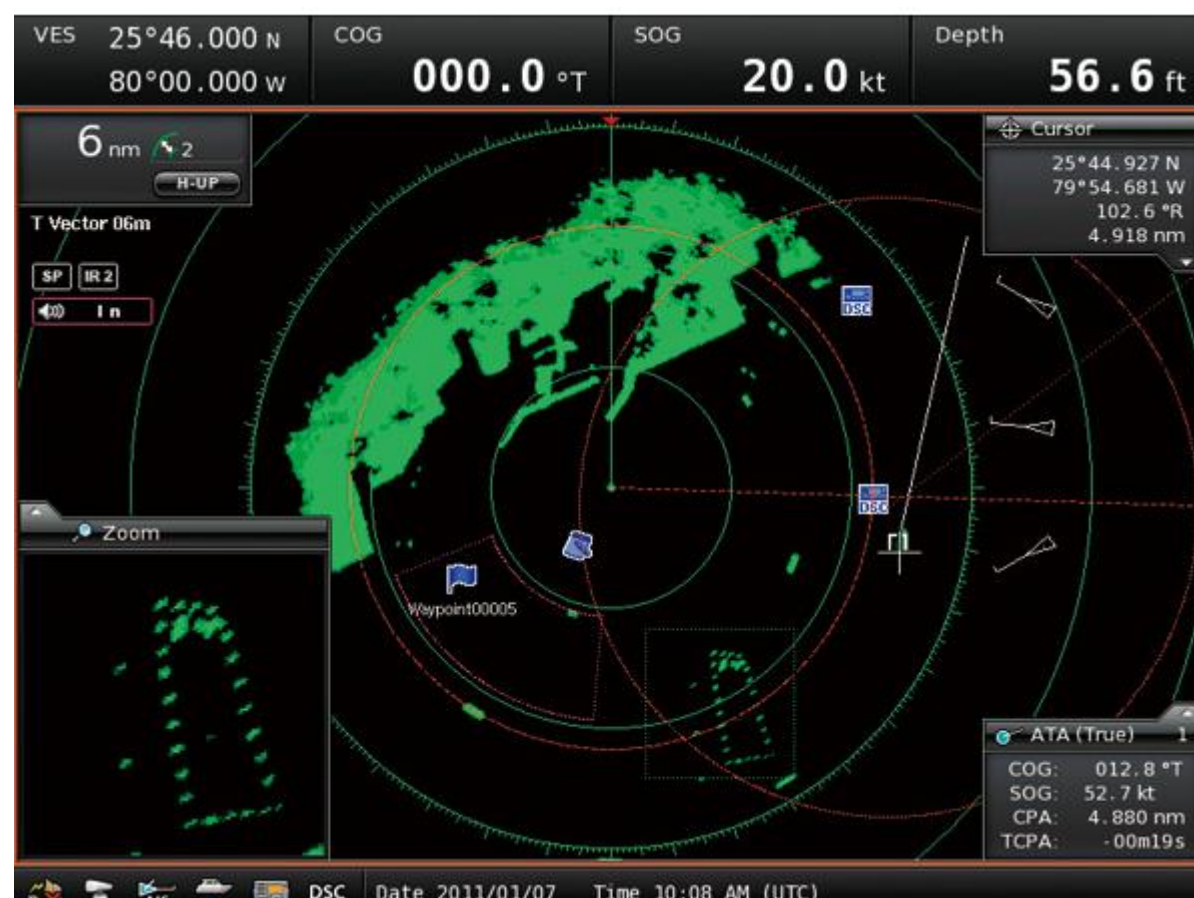 VES 25°46.000 N
80°00.000 W
COG
000.0 °T
SOG
20.0 kt
Depth
56.6 ft
6 nm 2
H-UP
T Vector 06m
SP IR 2
In
Cursor
25°44.927 N
79°54.681 W
102.6 °R
4.918 nm
DSC
DSC
Waypoint00005
Zoom
ATA (True) 1
COG: 012.8 °T
SOG: 52.7 kt
CPA: 4.880 nm
TCPA: -00m19s
DSC Date 2011/01/07 Time 10:08 AM (UTC)